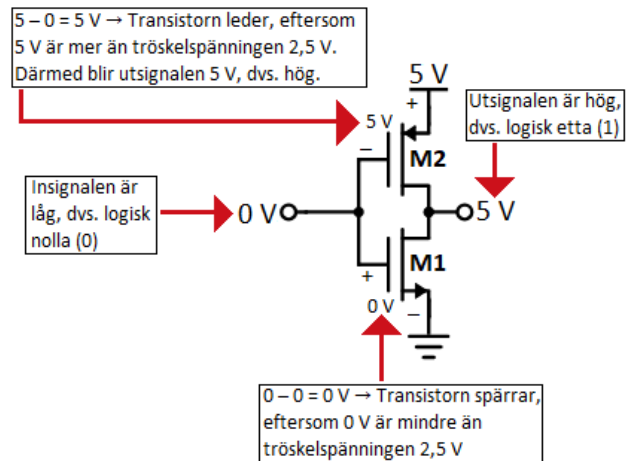 5 – 0 = 5 V → Transistorn leder, eftersom
5 V är mer än tröskelspänningen 2,5 V.
Därmed blir utsignalen 5 V, dvs. hög.
5 V
+
Utsignalen är hög,
dvs. logisk etta (1)
5 V
–
M2
Insignalen är
låg, dvs. logisk
nolla (0)
0 V
5 V
M1
+
0 V
–
0 – 0 = 0 V → Transistorn spärrar,
eftersom 0 V är mindre än
tröskelspänningen 2,5 V